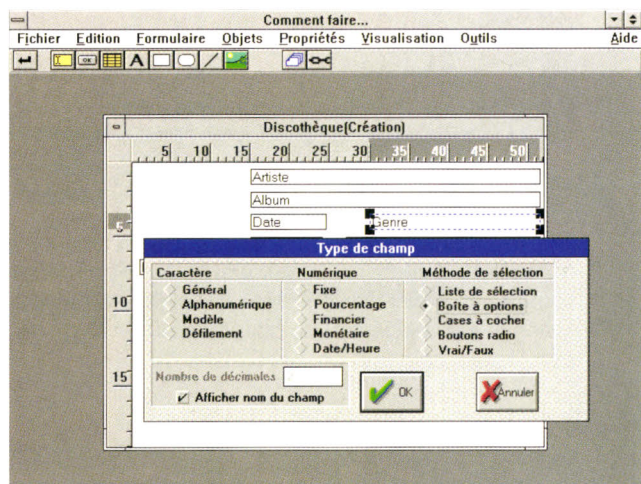 Comment faire...
Fichier Edition Formulaire Objets Propriétés Visualisation Outils Aide
OK A
Discothèque(Création)
5 10 15 20 25 30 35 40 45 50
Artiste
Album
Date Genre
5
Type de champ
Caractère Numérique Méthode de sélection
Général Fixe Liste de sélection
Alphanumérique Pourcentage Boîte à options
Modèle Financier Cases à cocher
Défilement Monétaire Boutons radio
Date/Heure Vrai/Faux
10
Nombre de décimales
15
Afficher nom du champ
OK Annuler